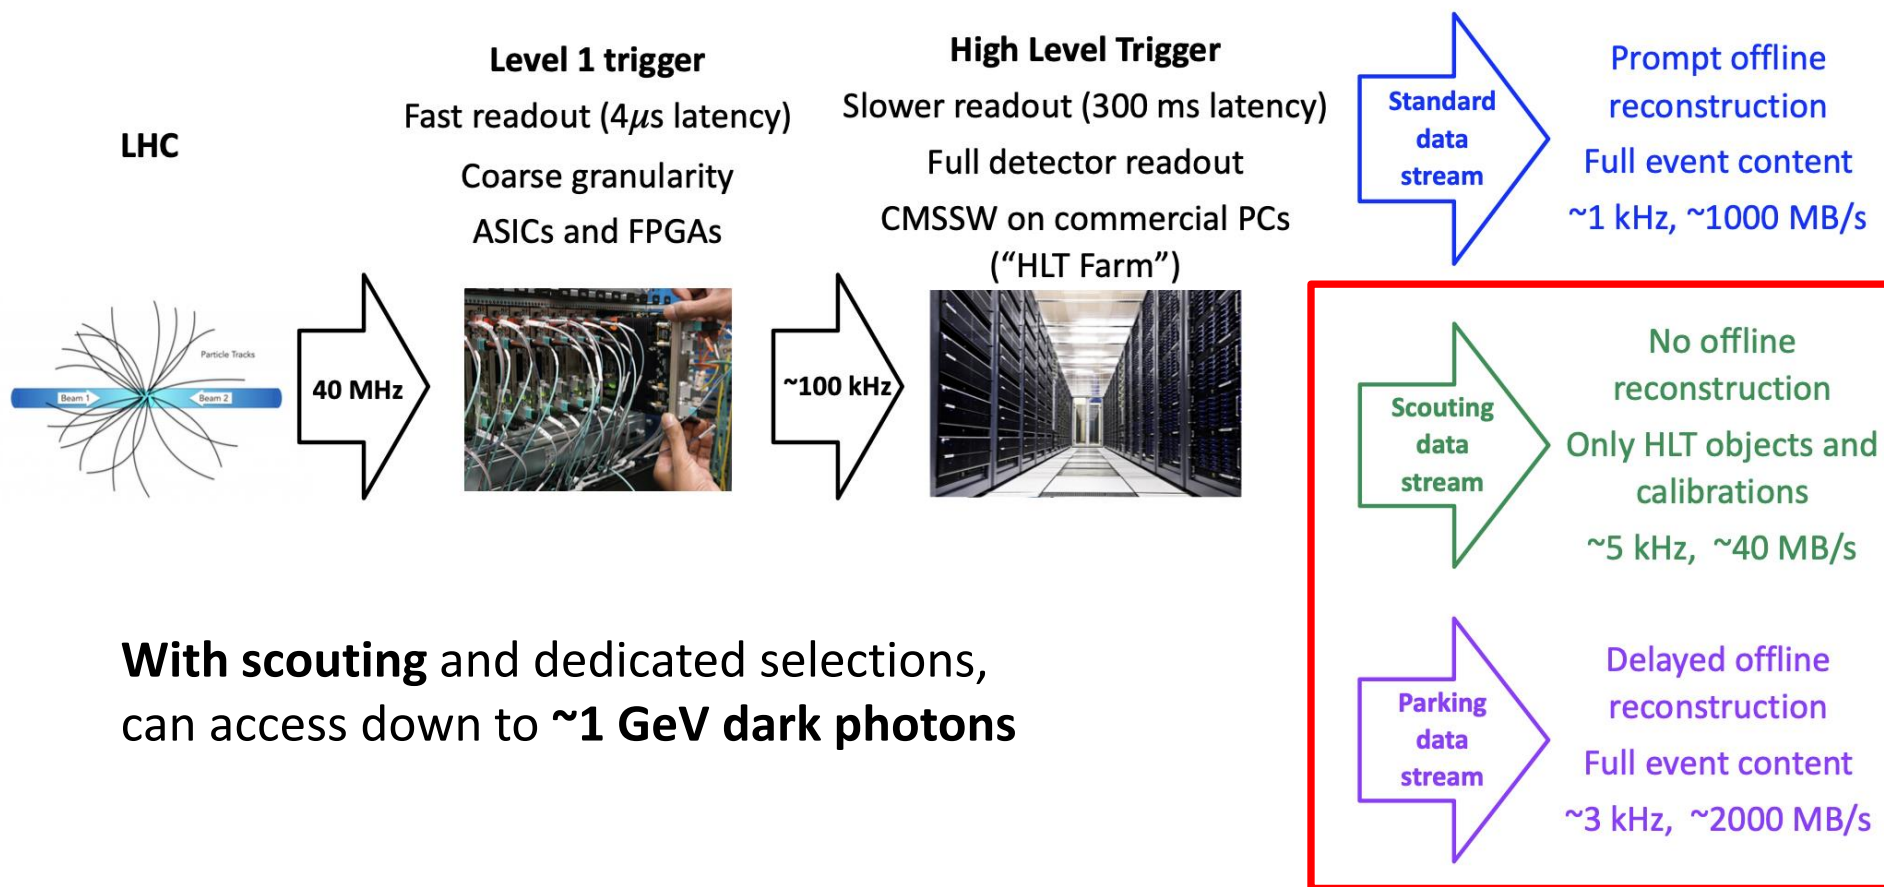 LHC
Particle Tracks
Beam 1
Beam 2
40 MHz
Level 1 trigger
Fast readout (4μs latency)
Coarse granularity
ASICs and FPGAs
~100 kHz
High Level Trigger
Slower readout (300 ms latency)
Full detector readout
CMSSW on commercial PCs
(“HLT Farm”)
Standard
data
stream
Prompt offline
reconstruction
Full event content
~1 kHz, ~1000 MB/s
Scouting
data
stream
No offline
reconstruction
Only HLT objects and
calibrations
~5 kHz, ~40 MB/s
Parking
data
stream
Delayed offline
reconstruction
Full event content
~3 kHz, ~2000 MB/s
With scouting and dedicated selections,
can access down to ~1 GeV dark photons